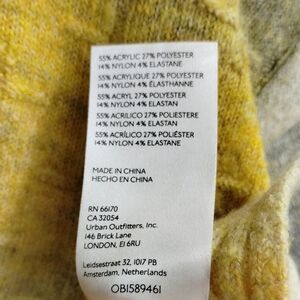 55% ACRYLIC 27% POLYESTER
14% NYLON 4% ELASTANE
55% ACRYLIQUE 27% POLYESTER
14% NYLON 4% ÉLASTHANNE
55% ACRYL 27% POLYESTER
14% NYLON 4% ELASTAN
55% ACRILICO 27% POLIESTERE
14% NYLON 4% ELASTANE
55% ACRÍLICO 27% POLIÉSTER
14% NYLON 4% ELASTANE
MADE IN CHINA
HECHO EN CHINA
RN 66170
CA 32054
Urban Outfitters, Inc.
146 Brick Lane
LONDON, E1 6RU
Leidsestraat 32, 1017 PB
Amsterdam, Netherlands
OB1589461